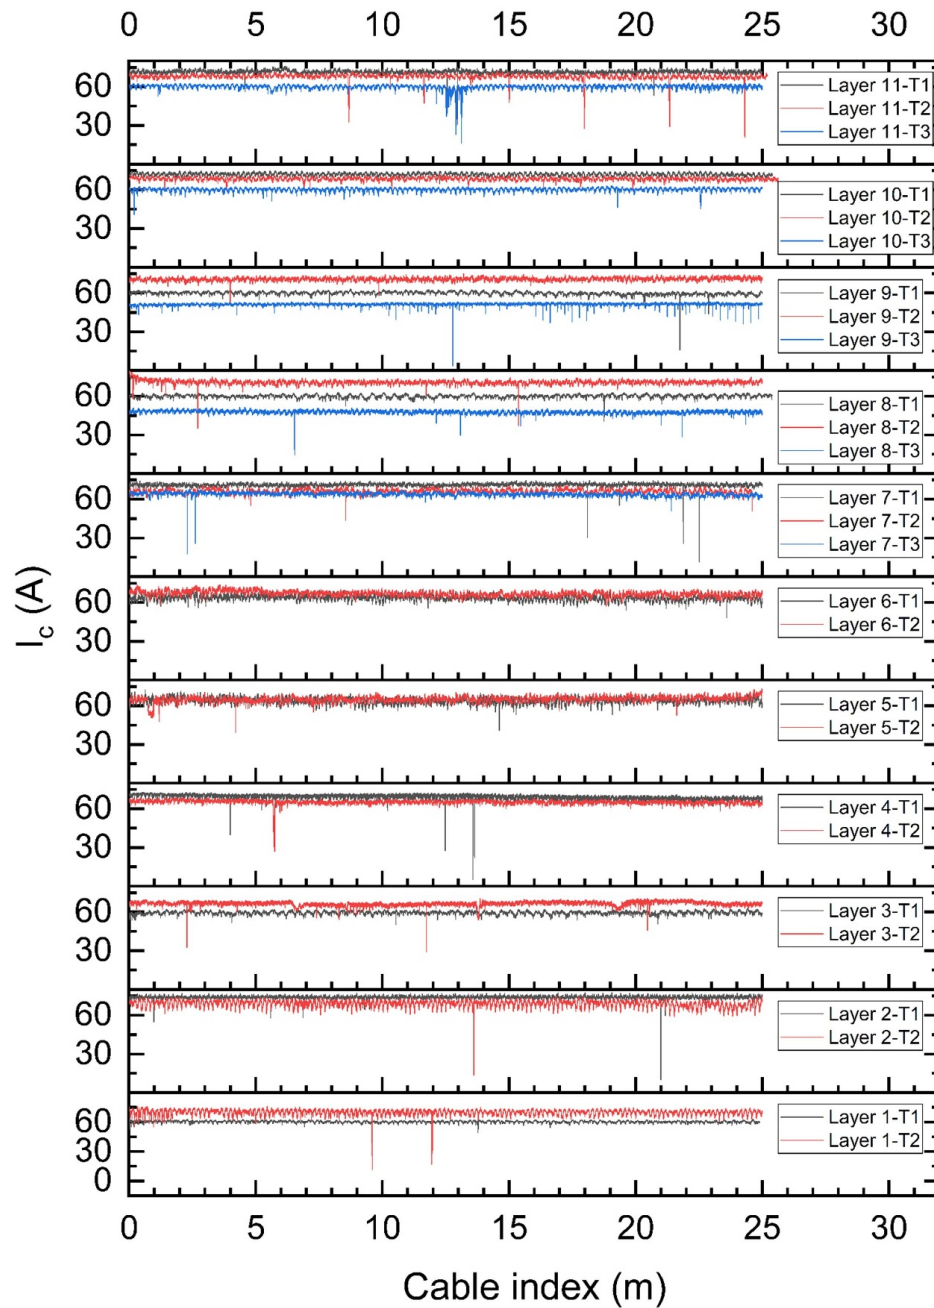 0 5 10 15 20 25 30
60
30
Layer 11-T1
Layer 11-T2
Layer 11-T3
60
30
Layer 10-T1
Layer 10-T2
Layer 10-T3
60
30
Layer 9-T1
Layer 9-T2
Layer 9-T3
60
30
Layer 8-T1
Layer 8-T2
Layer 8-T3
60
30
Layer 7-T1
Layer 7-T2
Layer 7-T3
I_c (A)
60
30
Layer 6-T1
Layer 6-T2
60
30
Layer 5-T1
Layer 5-T2
60
30
Layer 4-T1
Layer 4-T2
60
30
Layer 3-T1
Layer 3-T2
60
30
Layer 2-T1
Layer 2-T2
60
30
0
Layer 1-T1
Layer 1-T2
0 5 10 15 20 25 30
Cable index (m)